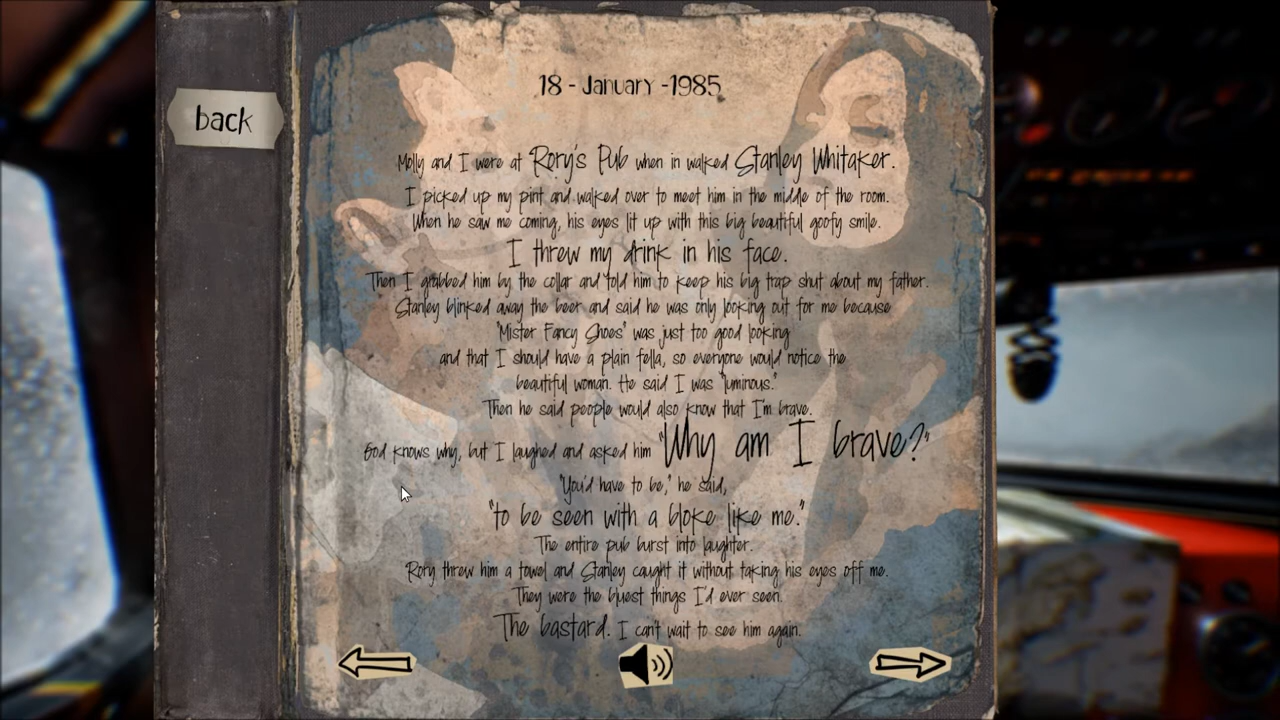 back
18 - January -1985
Molly and I were at Rory's Pub when in walked Stanley Whitaker.
I picked up my pint and walked over to meet him in the middle of the room.
When he saw me coming, his eyes lit up with this big beautiful goofy smile.
I threw my drink in his face.
Then I grabbed him by the collar and told him to keep his big trap shut about my father.
Stanley blinked away the beer and said he was only looking out for me because
"Mister Fancy Shoes" was just too good looking
and that I should have a plain fella, so everyone would notice the
beautiful woman. He said I was "luminous."
Then he said people would also know that I'm brave.
God knows why, but I laughed and asked him "Why am I brave?"
"You'd have to be," he said,
"to be seen with a bloke like me."
The entire pub burst into laughter.
Rory threw him a towel and Stanley caught it without taking his eyes off me.
They were the bluest things I'd ever seen.
The bastard. I can't wait to see him again.